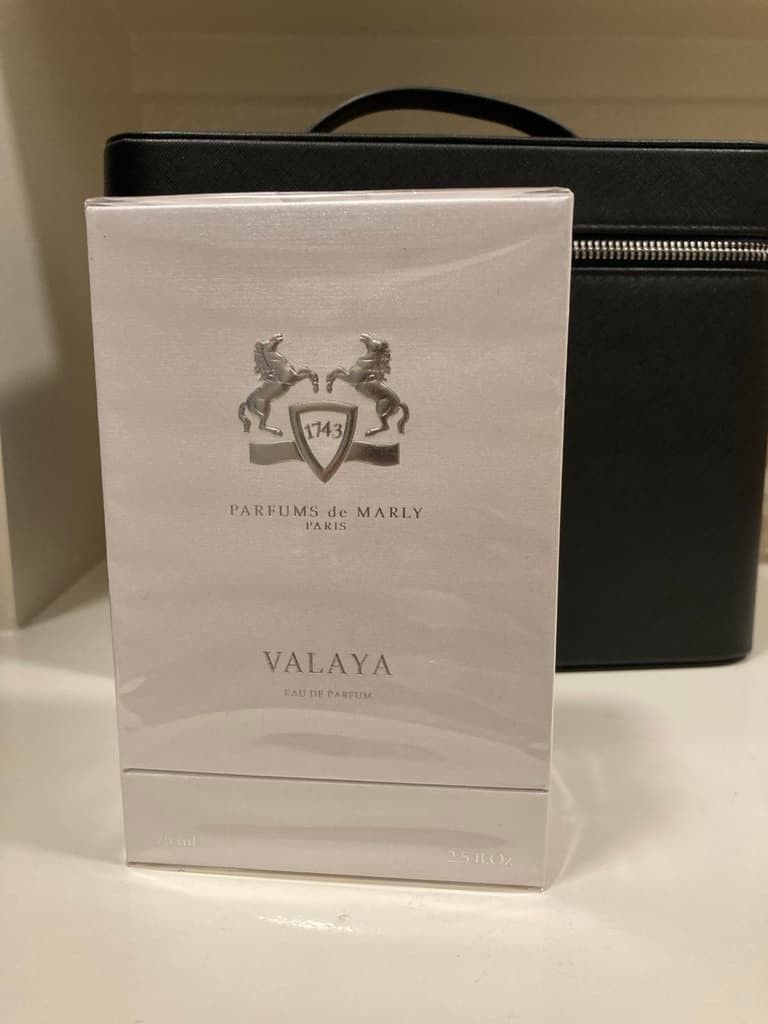 1743
PARFUMS de MARLY
PARIS
VALAYA
EAU DE PARFUM
75 ml
2.5 fl.Oz